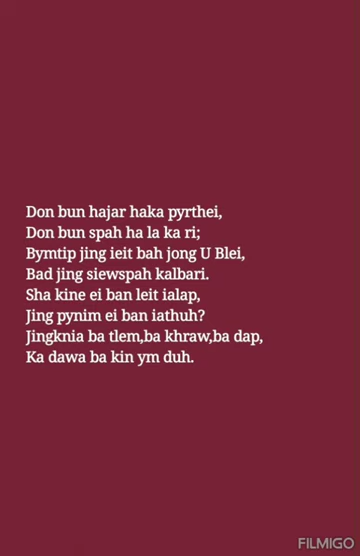 Don bun hajar haka pyrthei,
Don bun spah ha la ka ri;
Bymtip jing ieit bah jong U Blei,
Bad jing siewspah kalbari.
Sha kine ei ban leit ialap,
Jing pynim ei ban iathuh?
Jingknia ba tlem,ba khraw,ba dap,
Ka dawa ba kin ym duh.
FILMIGO